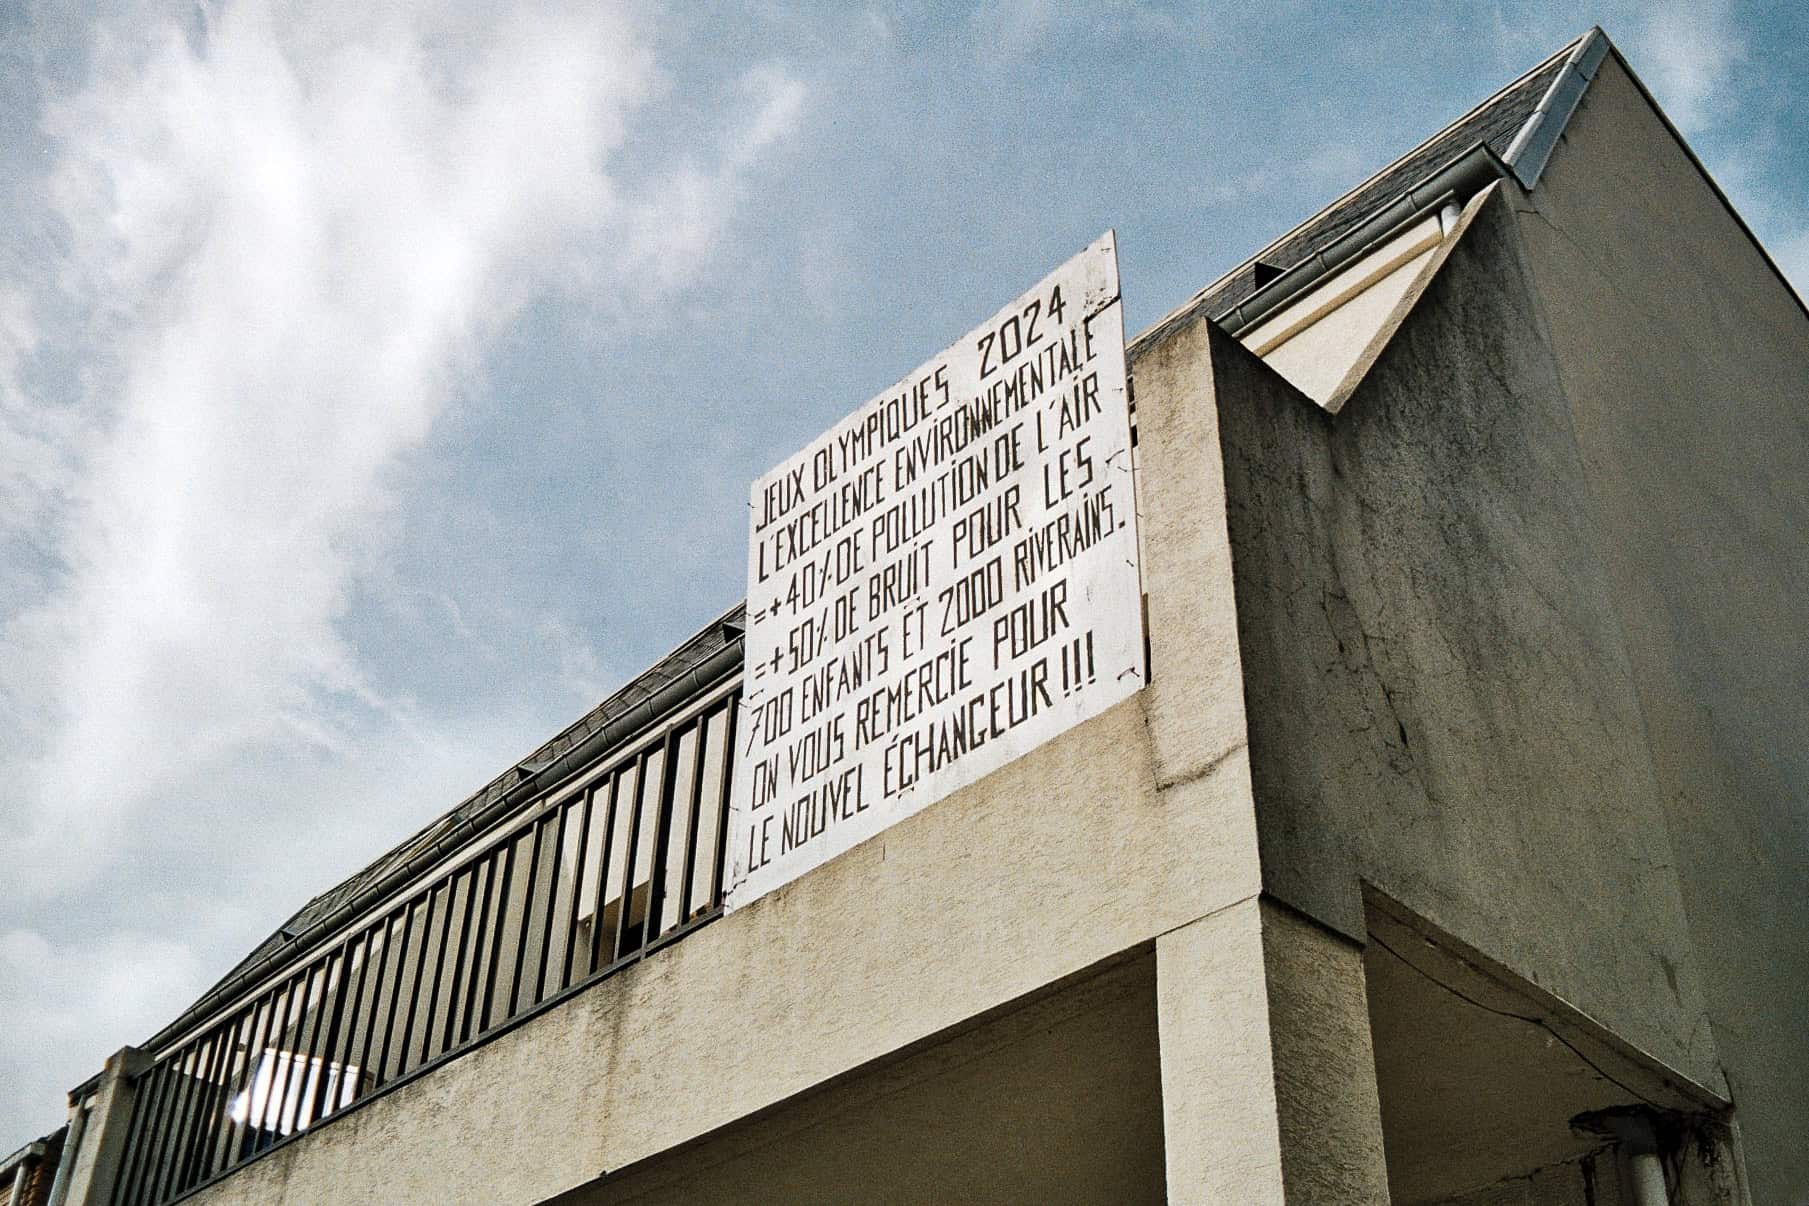 JEUX OLYMPIQUES 2024
L'EXCELLENCE ENVIRONNEMENTALE
=+40% DE POLLUTION DE L'AIR
=+50% DE BRUIT POUR LES
700 ENFANTS ET 2000 RIVERAINS.
ON VOUS REMERCIE POUR
LE NOUVEL ÉCHANGEUR !!!